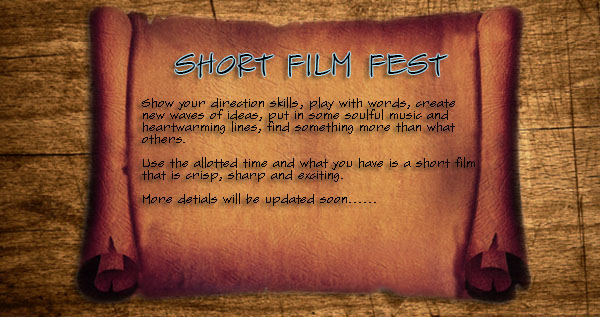 SHORT FILM FEST
Show your direction skills, play with words, create
new waves of ideas, put in some soulful music and
heartwarming lines, find something more than what
others.
Use the allotted time and what you have is a short film
that is crisp, sharp and exciting.
More detials will be updated soon......